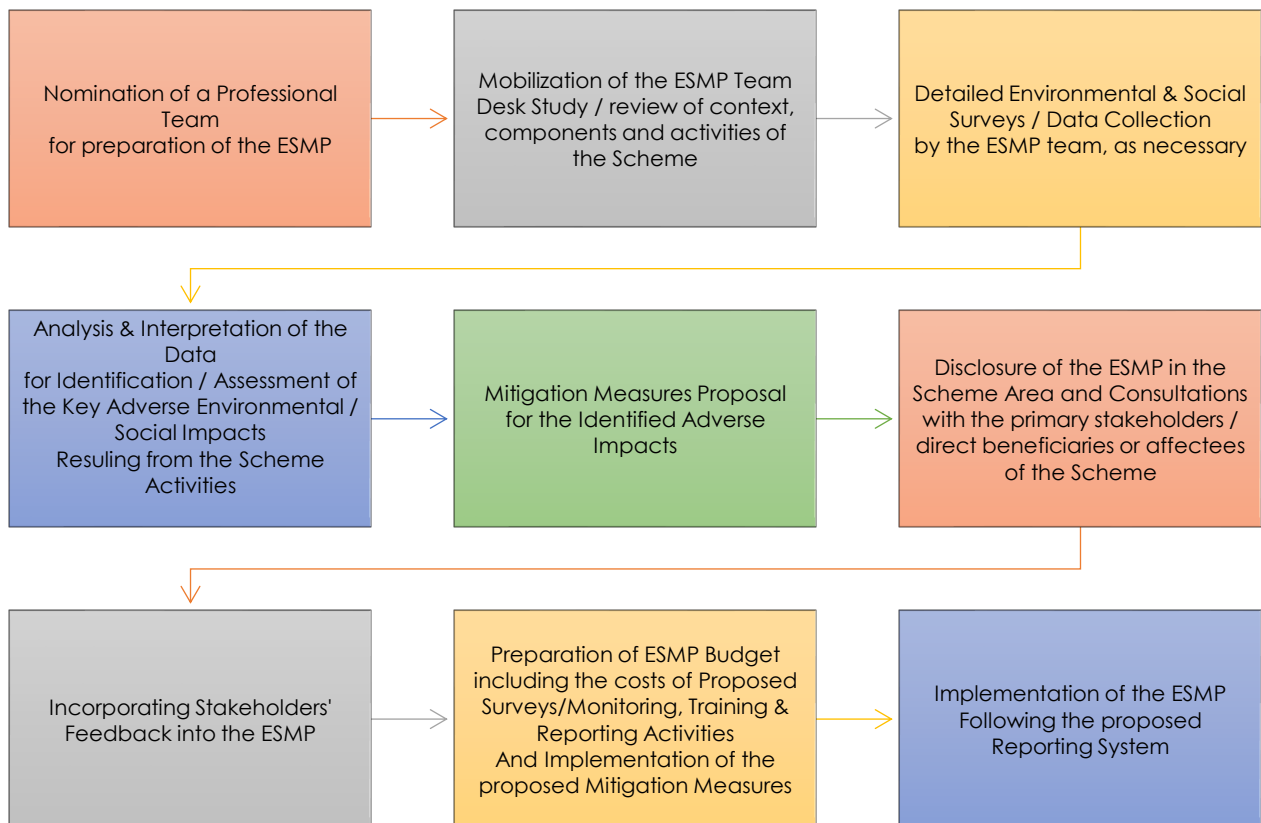 Nomination of a Professional
Team
for preparation of the ESMP
Mobilization of the ESMP Team
Desk Study / review of context,
components and activities of
the Scheme
Detailed Environmental & Social
Surveys / Data Collection
by the ESMP team, as necessary
Analysis & Interpretation of the
Data
for Identification / Assessment of
the Key Adverse Environmental /
Social Impacts
Resuling from the Scheme
Activities
Mitigation Measures Proposal
for the Identified Adverse
Impacts
Disclosure of the ESMP in the
Scheme Area and Consultations
with the primary stakeholders /
direct beneficiaries or affectees
of the Scheme
Incorporating Stakeholders'
Feedback into the ESMP
Preparation of ESMP Budget
including the costs of Proposed
Surveys/Monitoring, Training &
Reporting Activities
And Implementation of the
proposed Mitigation Measures
Implementation of the ESMP
Following the proposed
Reporting System